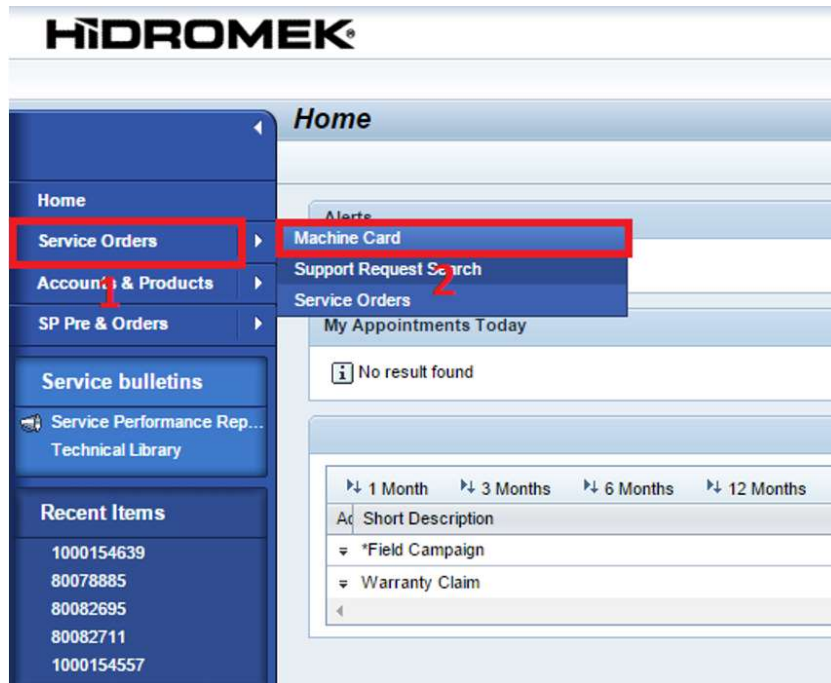 HİDROMEK®
Home
Home
Alerts
Service Orders
Machine Card
Support Request Search
Accounts & Products
1
2
Service Orders
SP Pre & Orders
My Appointments Today
No result found
Service bulletins
Service Performance Rep...
Technical Library
1 Month 3 Months 6 Months 12 Months
Recent Items
Ac Short Description
1000154639
*Field Campaign
80078885
Warranty Claim
80082695
80082711
1000154557